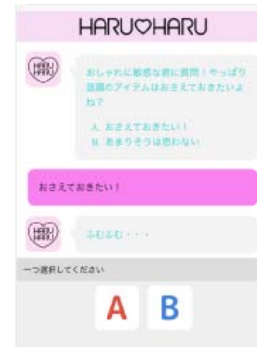 HARU♡HARU
HARU
HARU
おしゃれに敏感な君に質問！やっぱり
話題のアイテムはおさえておきたいよ
ね？
A. おさえておきたい！
B. あまりそうは思わない
おさえておきたい！
HARU
HARU
ふむふむ・・・
一つ選択してください
A B